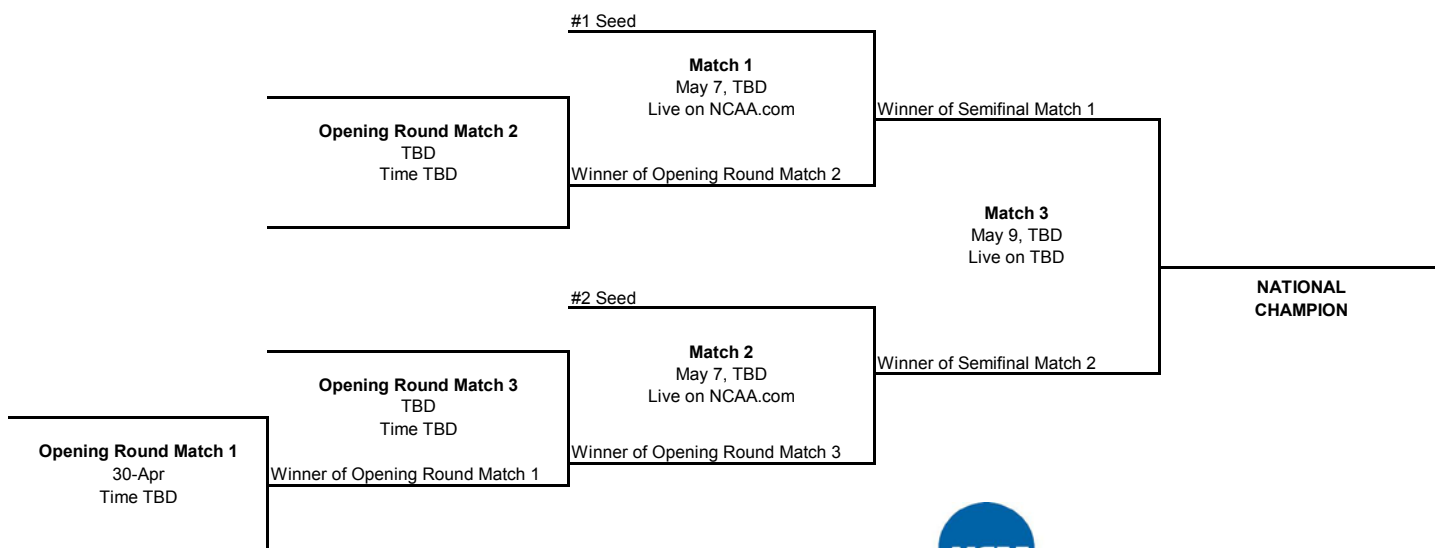 #1 Seed
Match 1
May 7, TBD
Live on NCAA.com
Winner of Semifinal Match 1
Opening Round Match 2
TBD
Time TBD
Winner of Opening Round Match 2
Match 3
May 9, TBD
Live on TBD
NATIONAL
CHAMPION
#2 Seed
Match 2
May 7, TBD
Live on NCAA.com
Winner of Semifinal Match 2
Opening Round Match 3
TBD
Time TBD
Winner of Opening Round Match 3
Opening Round Match 1
30-Apr
Time TBD
Winner of Opening Round Match 1